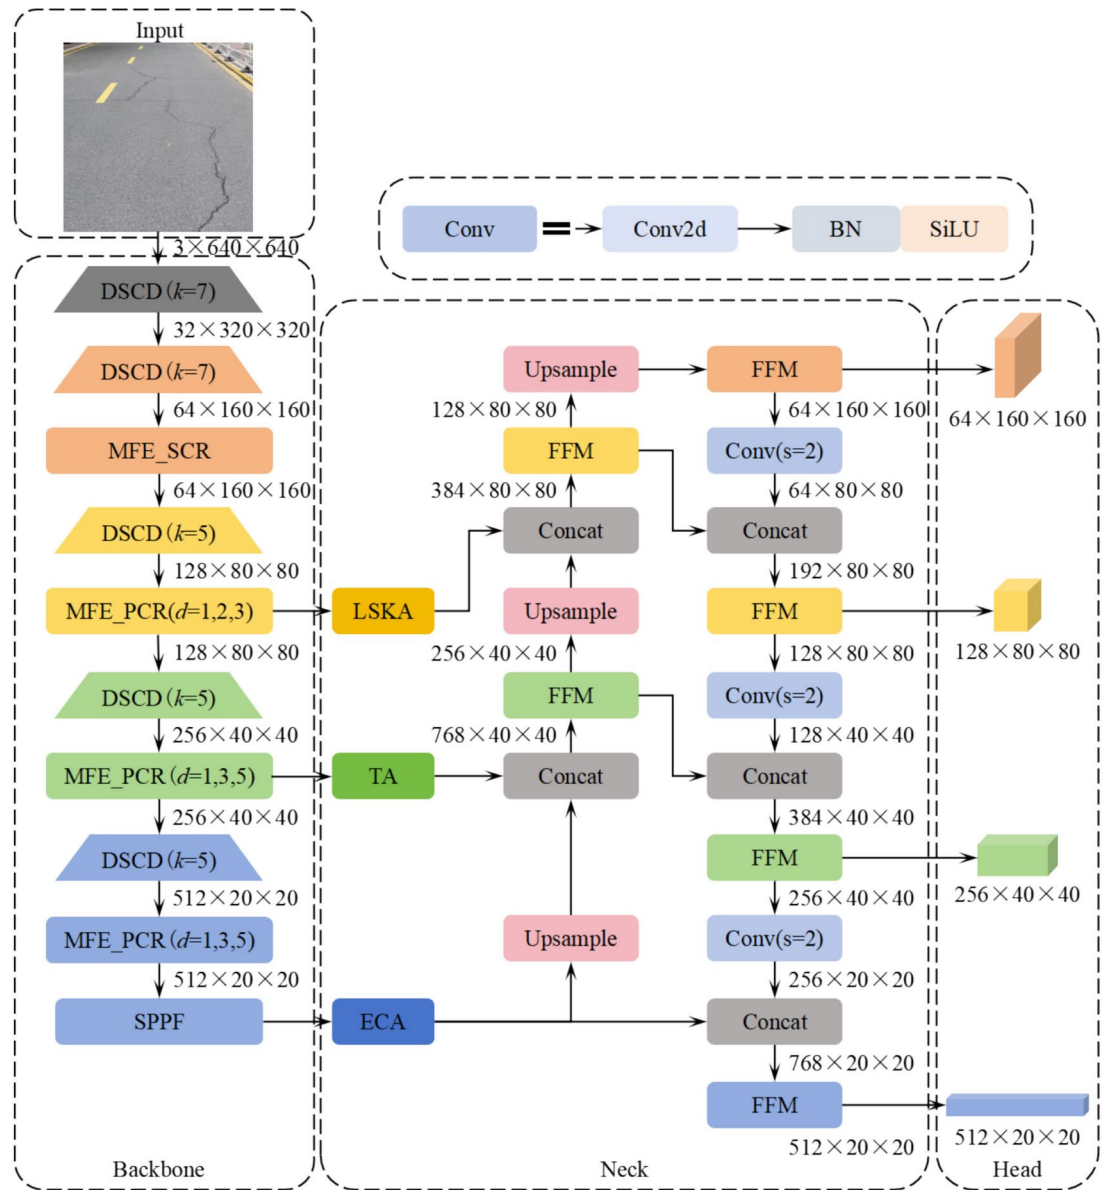 Input
3×640×640
DSCD(k=7)
32×320×320
DSCD(k=7)
64×160×160
MFE_SCR
64×160×160
DSCD(k=5)
128×80×80
MFE_PCR(d=1,2,3)
128×80×80
DSCD(k=5)
256×40×40
MFE_PCR(d=1,3,5)
256×40×40
DSCD(k=5)
512×20×20
MFE_PCR(d=1,3,5)
512×20×20
SPPF
Backbone
Conv
Conv2d
BN
SiLU
LSKA
TA
ECA
Upsample
128×80×80
FFM
384×80×80
Concat
Upsample
256×40×40
FFM
768×40×40
Concat
Upsample
FFM
64×160×160
Conv(s=2)
64×80×80
Concat
192×80×80
FFM
128×80×80
Conv(s=2)
128×40×40
Concat
384×40×40
FFM
256×40×40
Conv(s=2)
256×20×20
Concat
768×20×20
FFM
512×20×20
Neck
64×160×160
128×80×80
256×40×40
512×20×20
Head